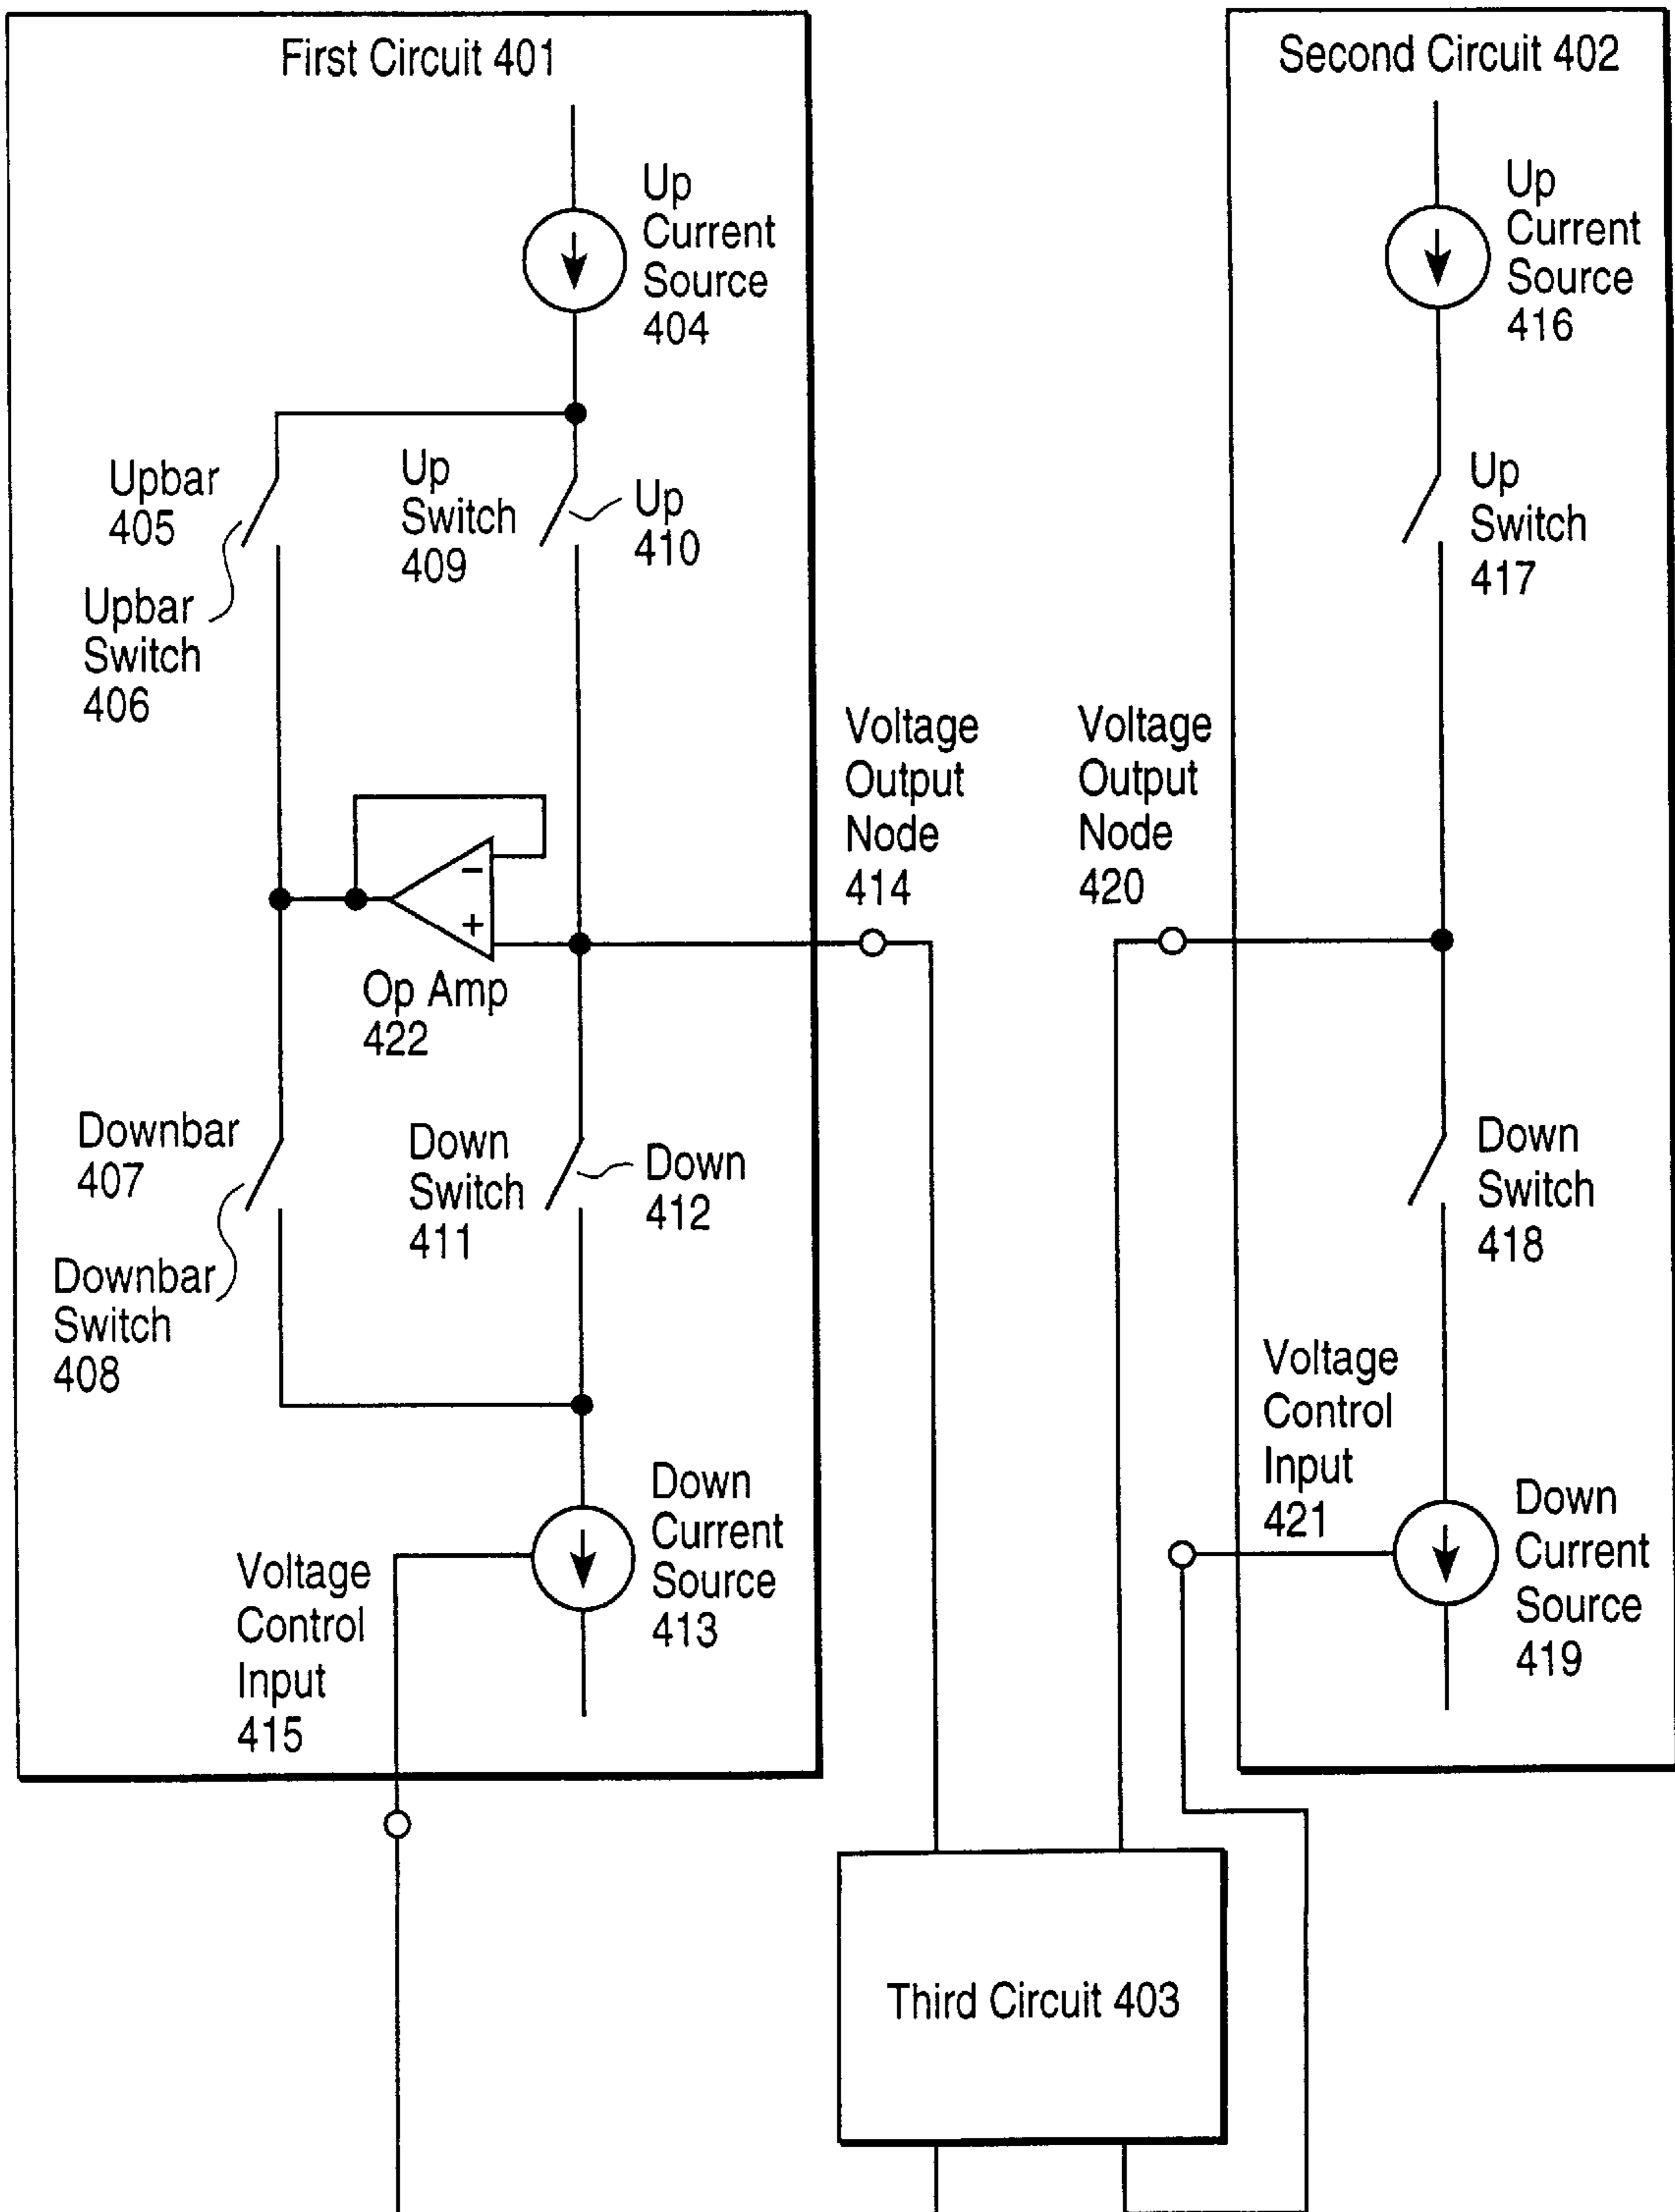 First Circuit 401
Up
Current
Source
404
Upbar
405
Upbar
Switch
406
Up
Switch
409
Up
410
-
+
Op Amp
422
Voltage
Output
Node
414
Downbar
407
Downbar
Switch
408
Down
Switch
411
Down
412
Down
Current
Source
413
Voltage
Control
Input
415
Second Circuit 402
Up
Current
Source
416
Up
Switch
417
Voltage
Output
Node
420
Down
Switch
418
Voltage
Control
Input
421
Down
Current
Source
419
Third Circuit 403